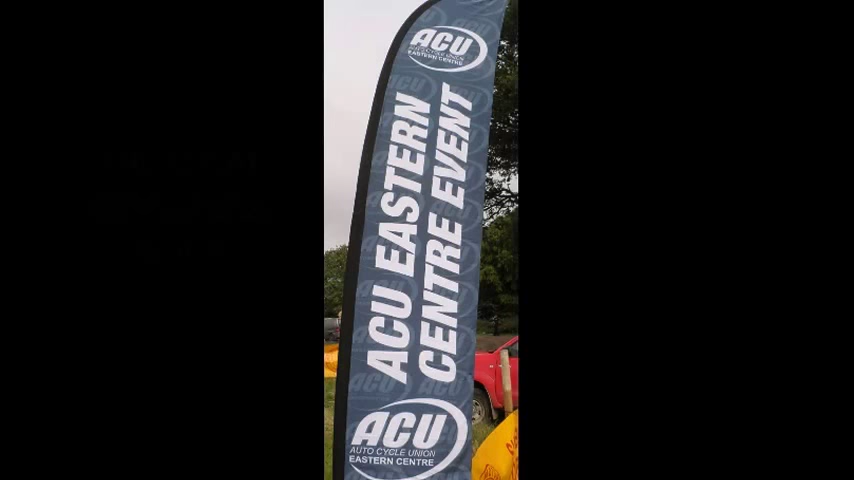 ACU
AUTO CYCLE UNION
EASTERN CENTRE
ACU EASTERN
CENTRE EVENT
ACU
AUTO CYCLE UNION
EASTERN CENTRE